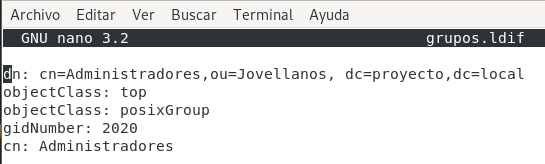 Archivo Editar Ver Buscar Terminal Ayuda
GNU nano 3.2 grupos.ldif
dn: cn=Administradores,ou=Jovellanos, dc=proyecto,dc=local
objectClass: top
objectClass: posixGroup
gidNumber: 2020
cn: Administradores